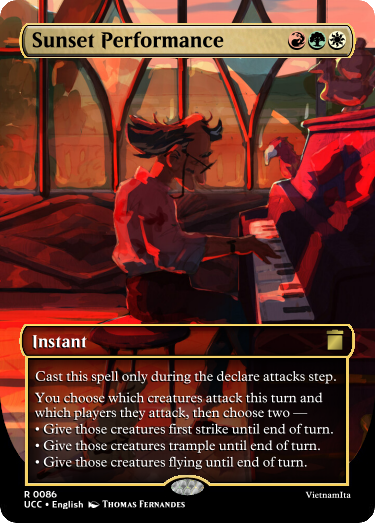 Sunset Performance
Instant
Cast this spell only during the declare attacks step.
You choose which creatures attack this turn and
which players they attack, then choose two —
• Give those creatures first strike until end of turn.
• Give those creatures trample until end of turn.
• Give those creatures flying until end of turn.
R 0086
VietnamIta
UCC • English Thomas Fernandes